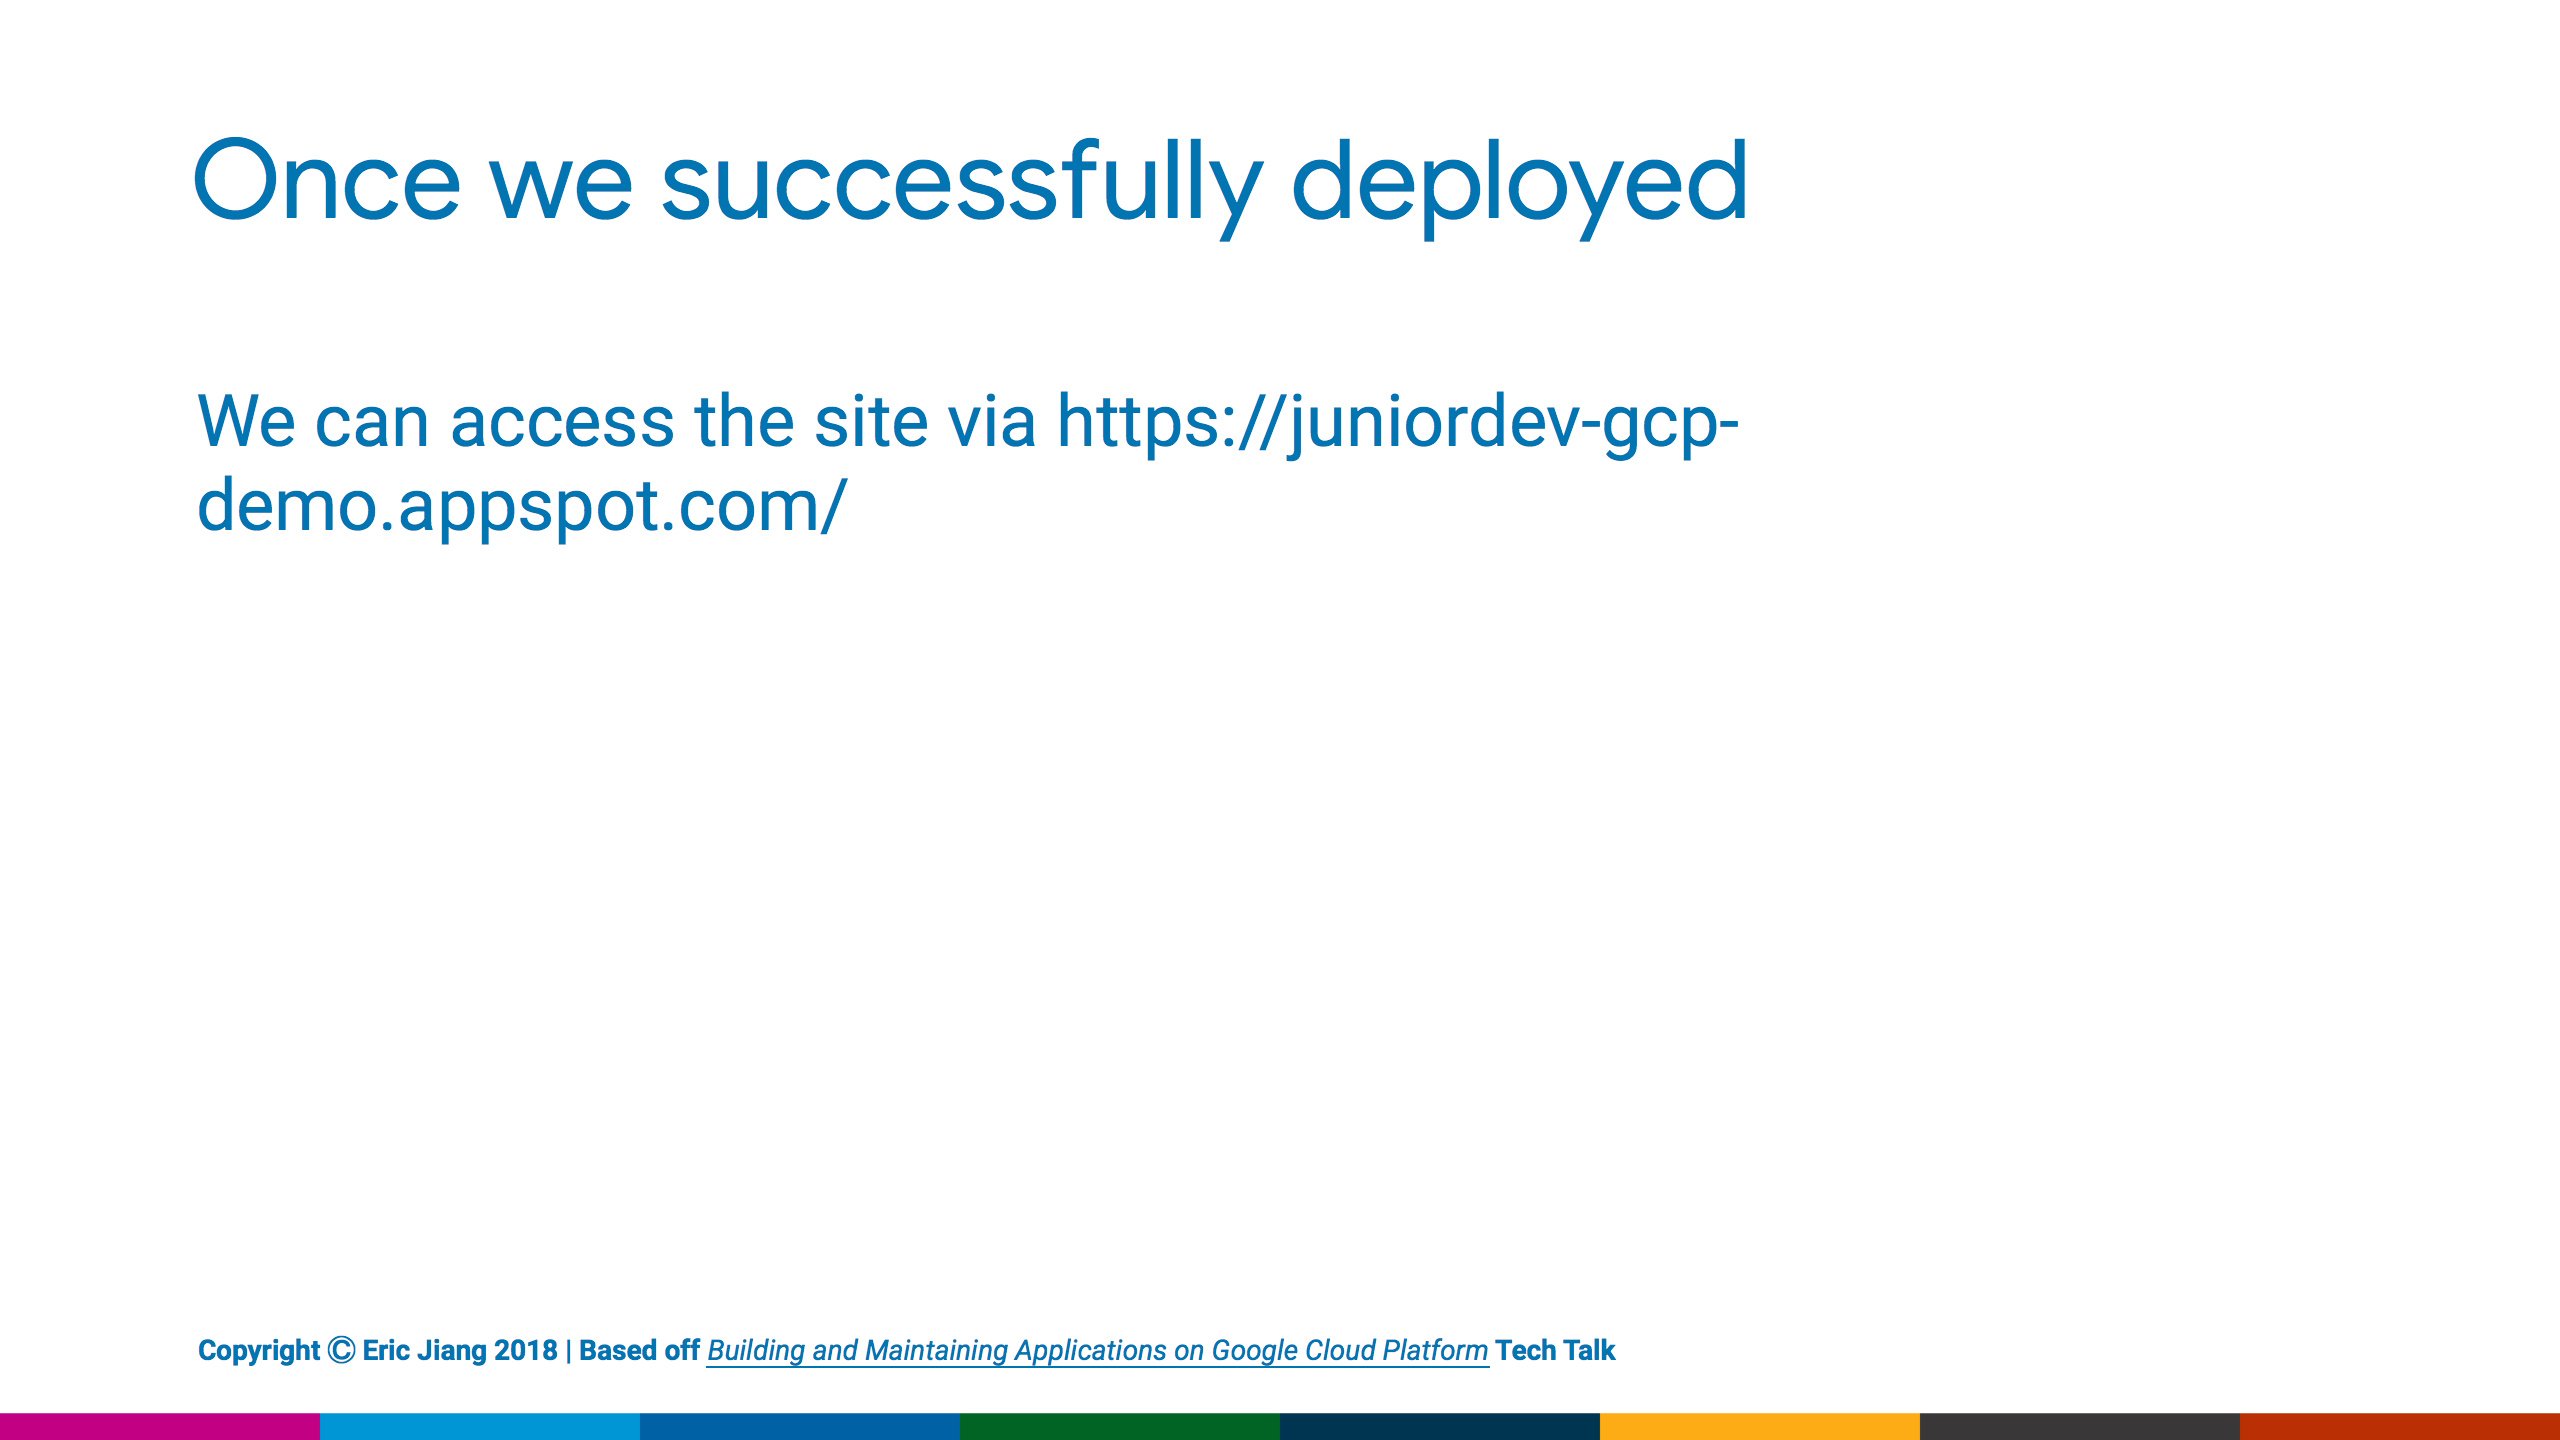 Once we successfully deployed
We can access the site via https://juniordev-gcp-
demo.appspot.com/
Copyright © Eric Jiang 2018 | Based off Building and Maintaining Applications on Google Cloud Platform Tech Talk